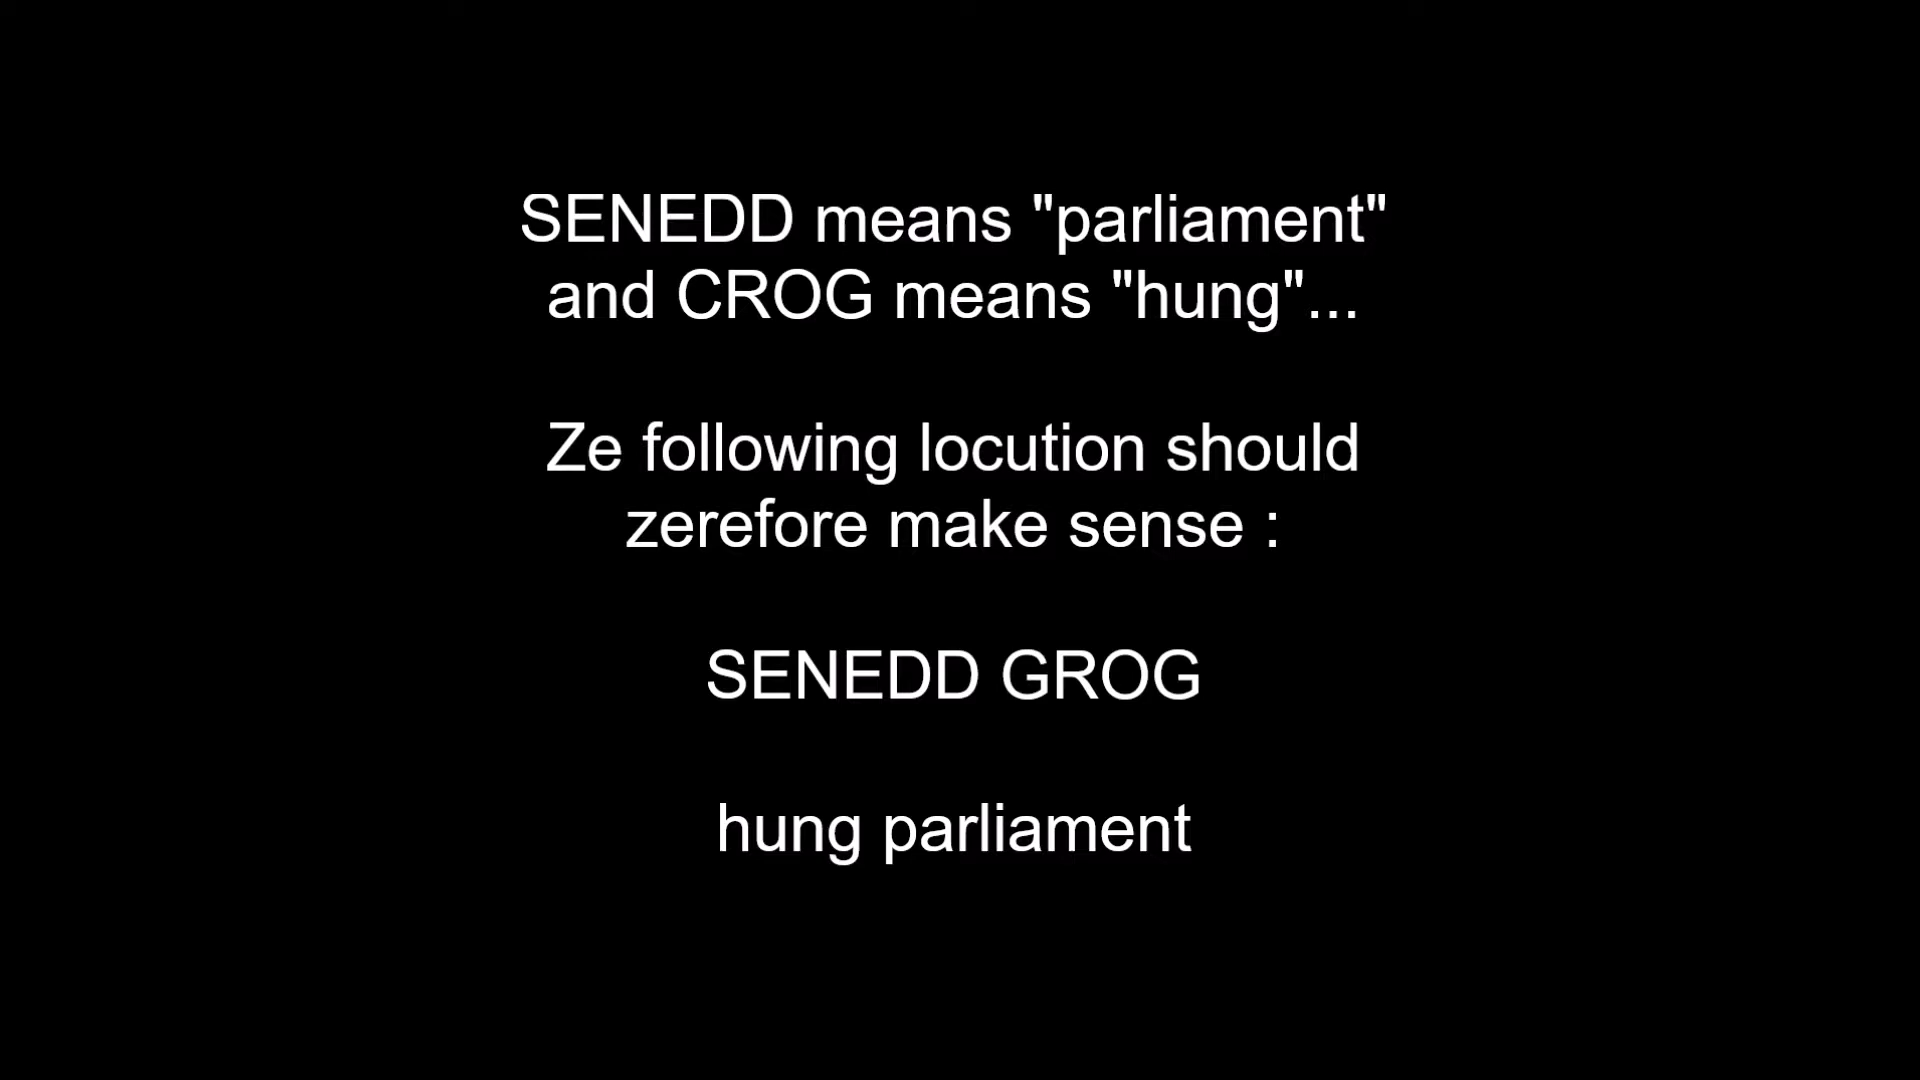 SENEDD means "parliament"
and CROG means "hung"...
Ze following locution should
zerefore make sense :
SENEDD GROG
hung parliament